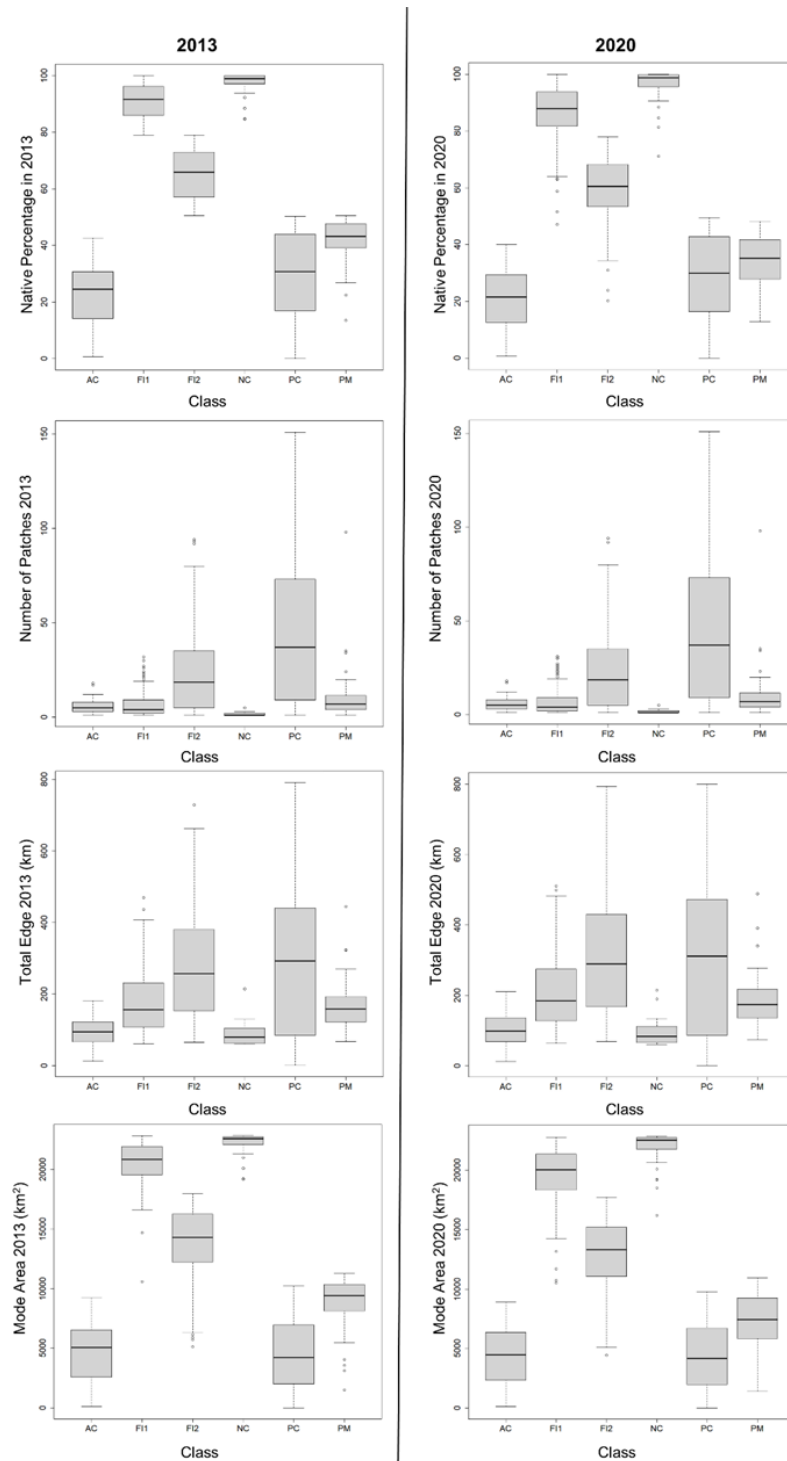 2013
2020
Native Percentage in 2013
100
80
60
40
20
0
AC FI1 FI2 NC PC PM
Class
Native Percentage in 2020
100
80
60
40
20
0
AC FI1 FI2 NC PC PM
Class
Number of Patches 2013
150
100
50
0
AC FI1 FI2 NC PC PM
Class
Number of Patches 2020
150
100
50
0
AC FI1 FI2 NC PC PM
Class
Total Edge 2013 (km)
800
600
400
200
0
AC FI1 FI2 NC PC PM
Class
Total Edge 2020 (km)
800
600
400
200
0
AC FI1 FI2 NC PC PM
Class
Mode Area 2013 (km²)
20000
15000
10000
5000
0
AC FI1 FI2 NC PC PM
Class
Mode Area 2020 (km²)
20000
15000
10000
5000
0
AC FI1 FI2 NC PC PM
Class